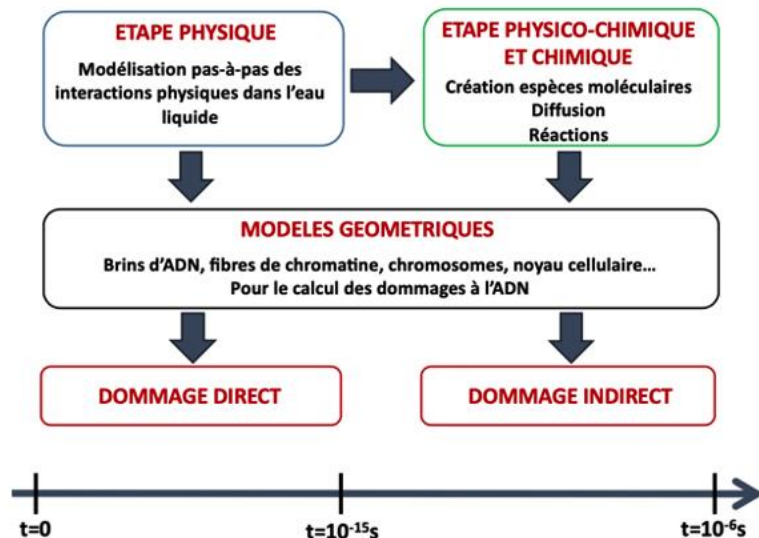 ETAPE PHYSIQUE
Modélisation pas-à-pas des
interactions physiques dans l’eau
liquide
ETAPE PHYSICO-CHIMIQUE
ET CHIMIQUE
Création espèces moléculaires
Diffusion
Réactions
MODELES GEOMETRIQUES
Brins d’ADN, fibres de chromatine, chromosomes, noyau cellulaire…
Pour le calcul des dommages à l’ADN
DOMMAGE DIRECT
DOMMAGE INDIRECT
t=0
t=10⁻¹⁵s
t=10⁻⁶s